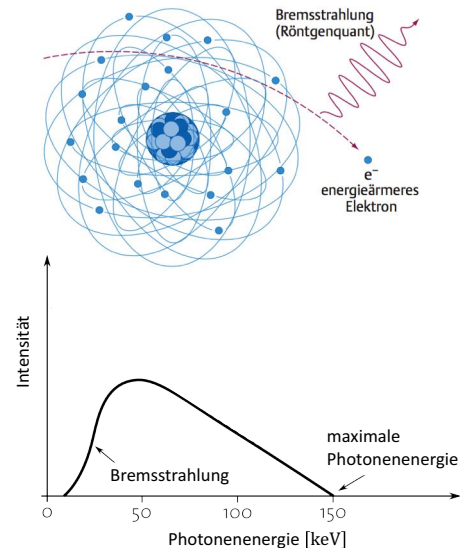 Bremsstrahlung
(Röntgenquant)
e⁻
energieärmeres
Elektron
Intensität
maximale
Photonenenergie
Bremsstrahlung
0 50 100 150
Photonenenergie [keV]